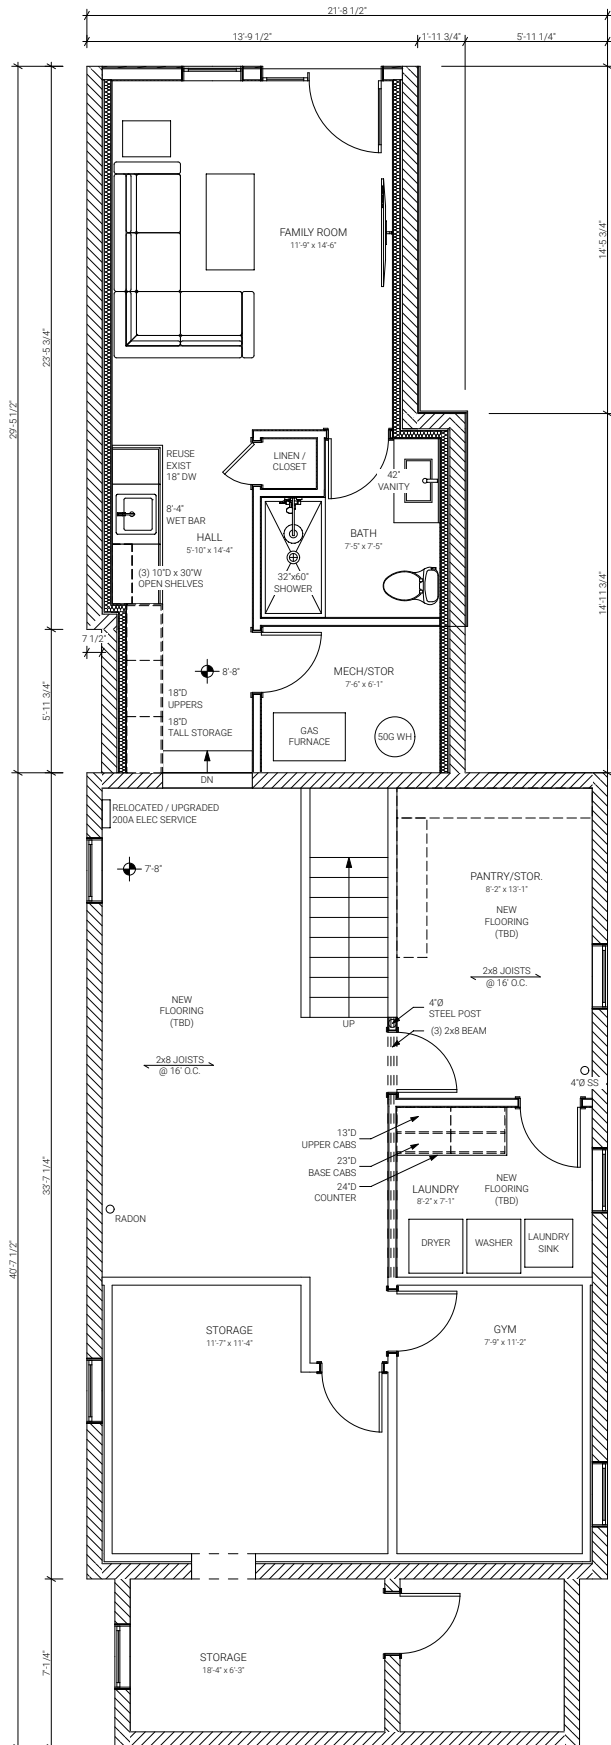 21'-8 1/2"
13'-9 1/2"
1'-11 3/4"
5'-11 1/4"
FAMILY ROOM
11'-9" x 14'-6"
14'-5 3/4"
23'-5 3/4"
29'-5 1/2"
REUSE
EXIST
18" DW
LINEN /
CLOSET
42"
VANITY
8'-4"
WET BAR
HALL
5'-10" x 14'-4"
BATH
7'-5" x 7'-5"
(3) 10"D x 30"W
OPEN SHELVES
32"x60"
SHOWER
14'-11 3/4"
7 1/2"
8'-8"
MECH/STOR
7'-6" x 6'-1"
5'-11 3/4"
18"D
UPPERS
18"D
TALL STORAGE
GAS
FURNACE
50G WH
DN
RELOCATED / UPGRADED
200A ELEC SERVICE
7'-8"
PANTRY/STOR.
8'-2" x 13'-1"
NEW
FLOORING
(TBD)
2x8 JOISTS
@ 16' O.C.
NEW
FLOORING
(TBD)
4"Ø
STEEL POST
UP
(3) 2x8 BEAM
2x8 JOISTS
@ 16' O.C.
4"Ø SS
13"D
UPPER CABS
23"D
BASE CABS
24"D
COUNTER
LAUNDRY
8'-2" x 7'-1"
NEW
FLOORING
(TBD)
33'-7 1/4"
RADON
40'-7 1/2"
DRYER
WASHER
LAUNDRY
SINK
STORAGE
11'-7" x 11'-4"
GYM
7'-9" x 11'-2"
STORAGE
18'-4" x 6'-3"
7'-1/4"